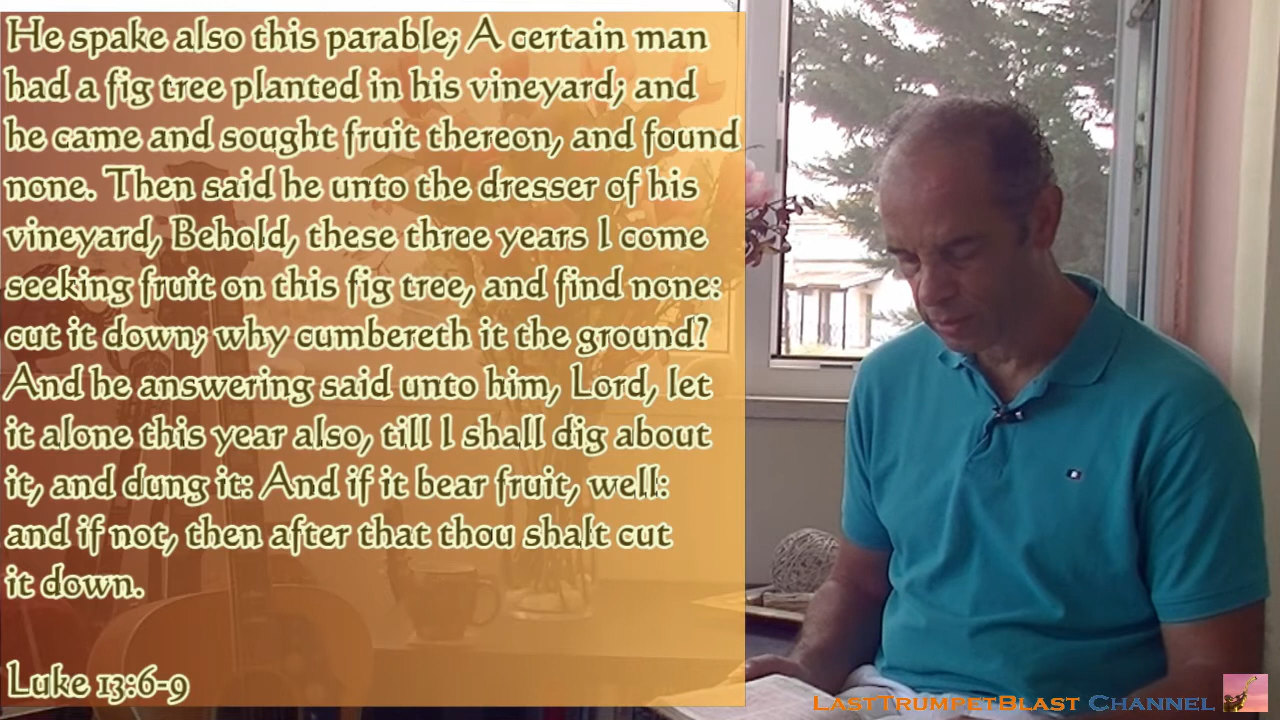 He spake also this parable; A certain man
had a fig tree planted in his vineyard; and
he came and sought fruit thereon, and found
none. Then said he unto the dresser of his
vineyard, Behold, these three years I come
seeking fruit on this fig tree, and find none:
cut it down; why cumbereth it the ground?
And he answering said unto him, Lord, let
it alone this year also, till I shall dig about
it, and dung it: And if it bear fruit, well:
and if not, then after that thou shalt cut
it down.
Luke 13:6-9
LastTrumpetBlast Channel